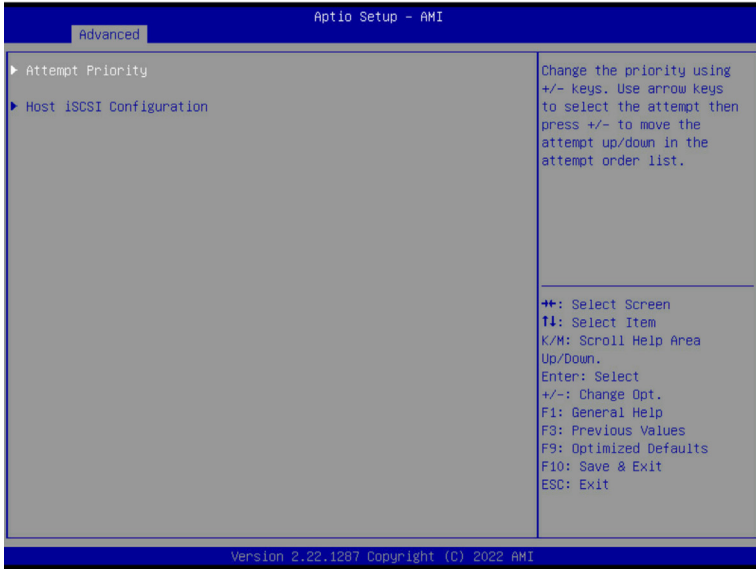 Aptio Setup - AMI
Advanced
▶ Attempt Priority
▶ Host iSCSI Configuration
Change the priority using
+/- keys. Use arrow keys
to select the attempt then
press +/- to move the
attempt up/down in the
attempt order list.
→←: Select Screen
↑↓: Select Item
K/M: Scroll Help Area
Up/Down.
Enter: Select
+/-: Change Opt.
F1: General Help
F3: Previous Values
F9: Optimized Defaults
F10: Save & Exit
ESC: Exit
Version 2.22.1287 Copyright (C) 2022 AMI